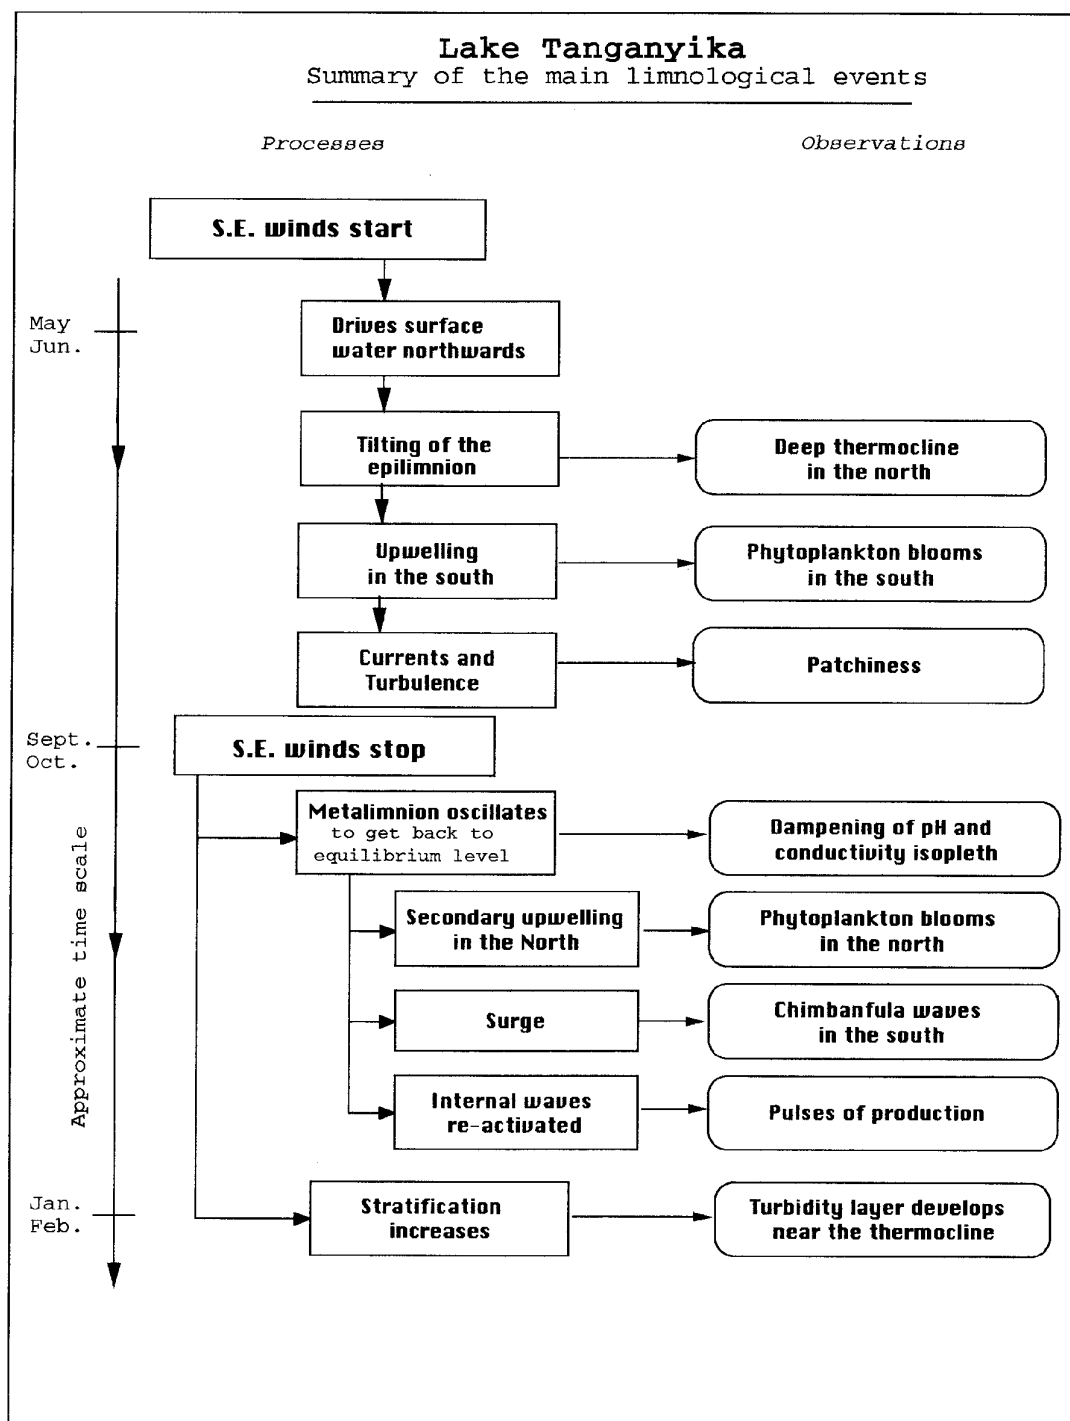 Lake Tanganyika
Summary of the main limnological events
Processes
Observations
S.E. winds start
May
Jun.
Drives surface
water northwards
Tilting of the
epilimnion
Deep thermocline
in the north
Upwelling
in the south
Phytoplankton blooms
in the south
Currents and
Turbulence
Patchiness
Sept.
Oct.
S.E. winds stop
Approximate time scale
Metalimnion oscillates
to get back to
equilibrium level
Dampening of pH and
conductivity isopleth
Secondary upwelling
in the North
Phytoplankton blooms
in the north
Surge
Chimbanfula waves
in the south
Internal waves
re-activated
Pulses of production
Jan.
Feb.
Stratification
increases
Turbidity layer develops
near the thermocline